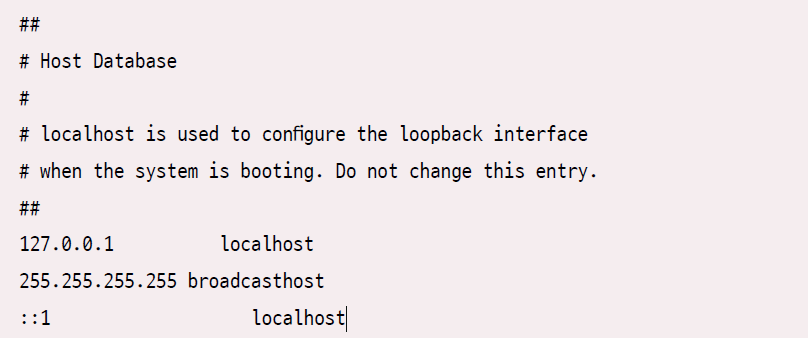 ##
# Host Database
#
# localhost is used to configure the loopback interface
# when the system is booting. Do not change this entry.
##
127.0.0.1          localhost
255.255.255.255 broadcasthost
::1                   localhost